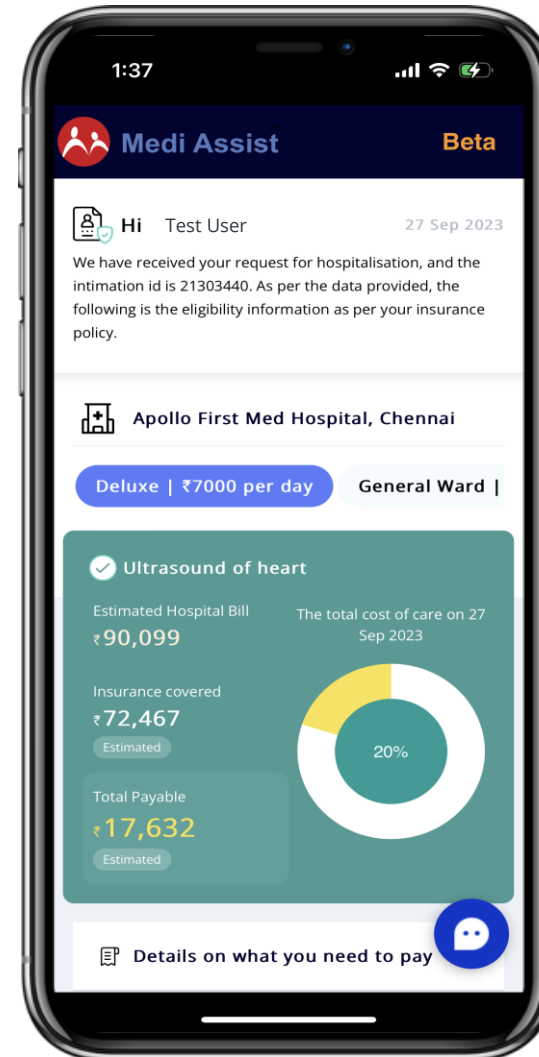 1:37
Medi Assist
Beta
Hi Test User
27 Sep 2023
We have received your request for hospitalisation, and the
intimation id is 21303440. As per the data provided, the
following is the eligibility information as per your insurance
policy.
Apollo First Med Hospital, Chennai
Deluxe | ₹7000 per day
General Ward |
Ultrasound of heart
Estimated Hospital Bill
₹90,099
The total cost of care on 27
Sep 2023
Insurance covered
₹72,467
Estimated
20%
Total Payable
₹17,632
Estimated
Details on what you need to pay